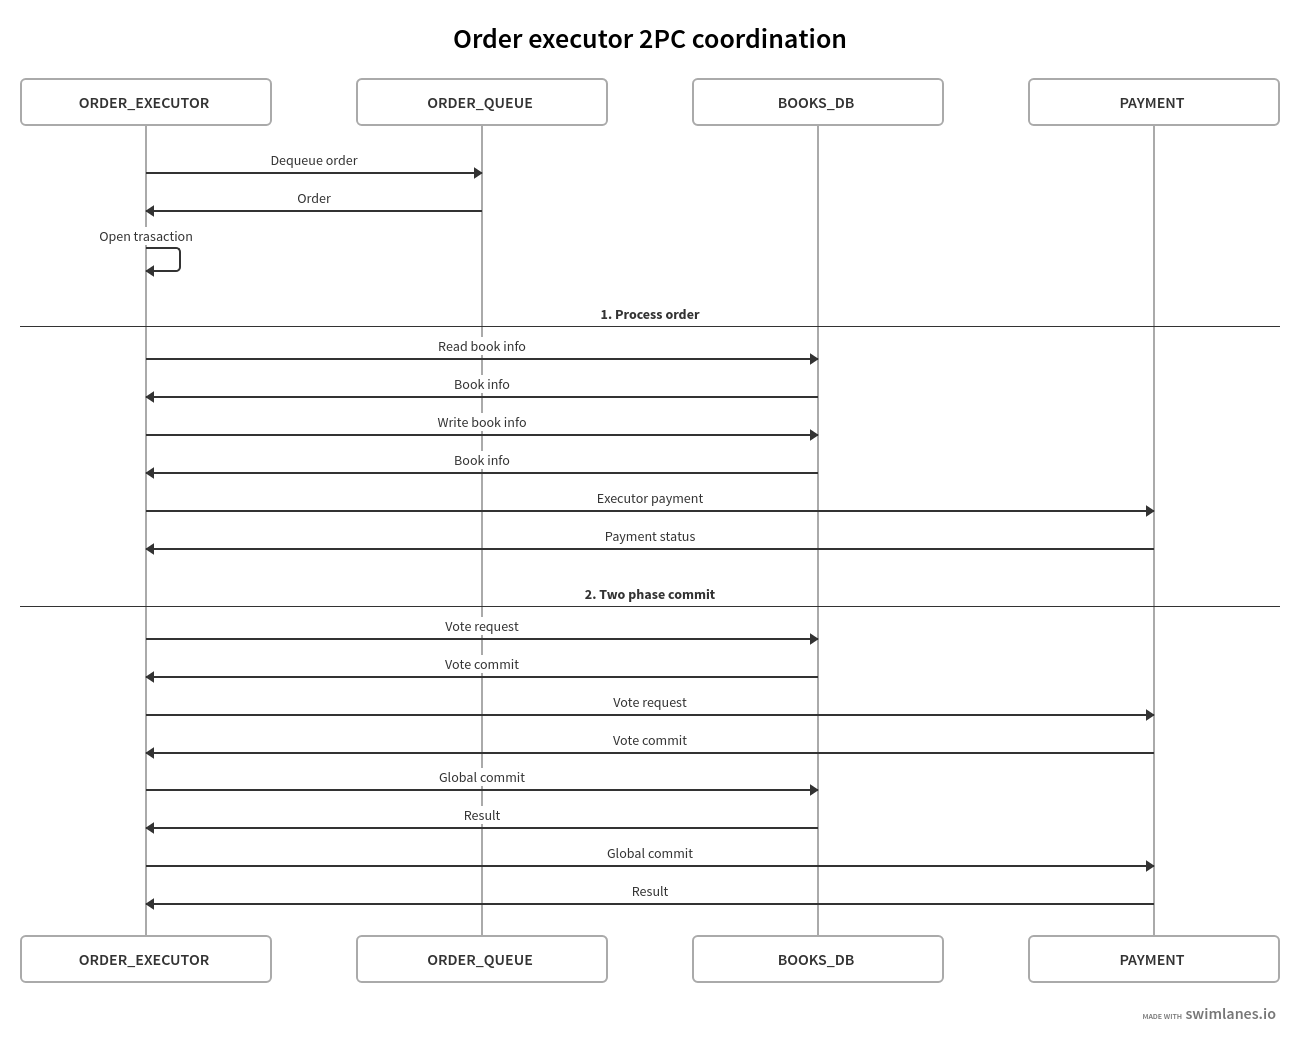 Order executor 2PC coordination
ORDER_EXECUTOR
ORDER_QUEUE
BOOKS_DB
PAYMENT
Dequeue order
Order
Open trasaction
1. Process order
Read book info
Book info
Write book info
Book info
Executor payment
Payment status
2. Two phase commit
Vote request
Vote commit
Vote request
Vote commit
Global commit
Result
Global commit
Result
ORDER_EXECUTOR
ORDER_QUEUE
BOOKS_DB
PAYMENT
MADE WITH swimlanes.io